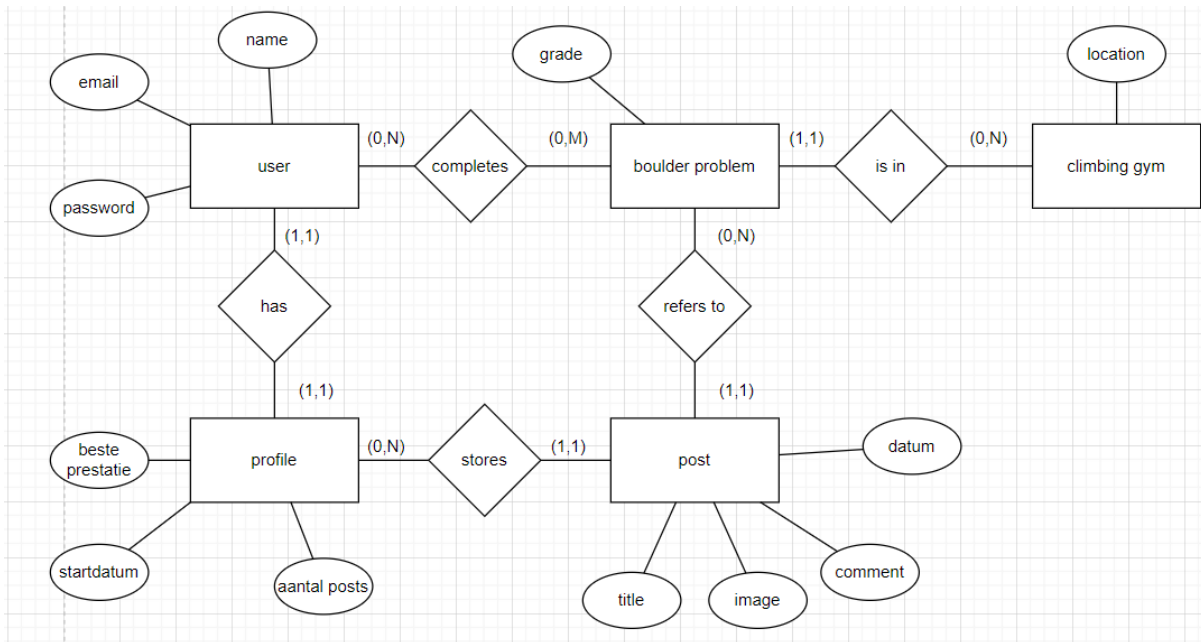 name
grade
location
email
(0,N)
(0,M)
(1,1)
(0,N)
user
completes
boulder problem
is in
climbing gym
password
(1,1)
(0,N)
has
refers to
(1,1)
(1,1)
beste
prestatie
profile
(0,N)
stores
(1,1)
post
datum
startdatum
aantal posts
title
image
comment